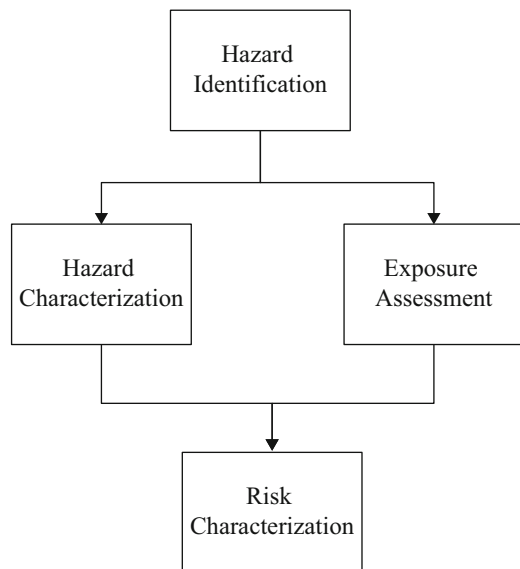 Hazard
Identification
Hazard
Characterization
Exposure
Assessment
Risk
Characterization